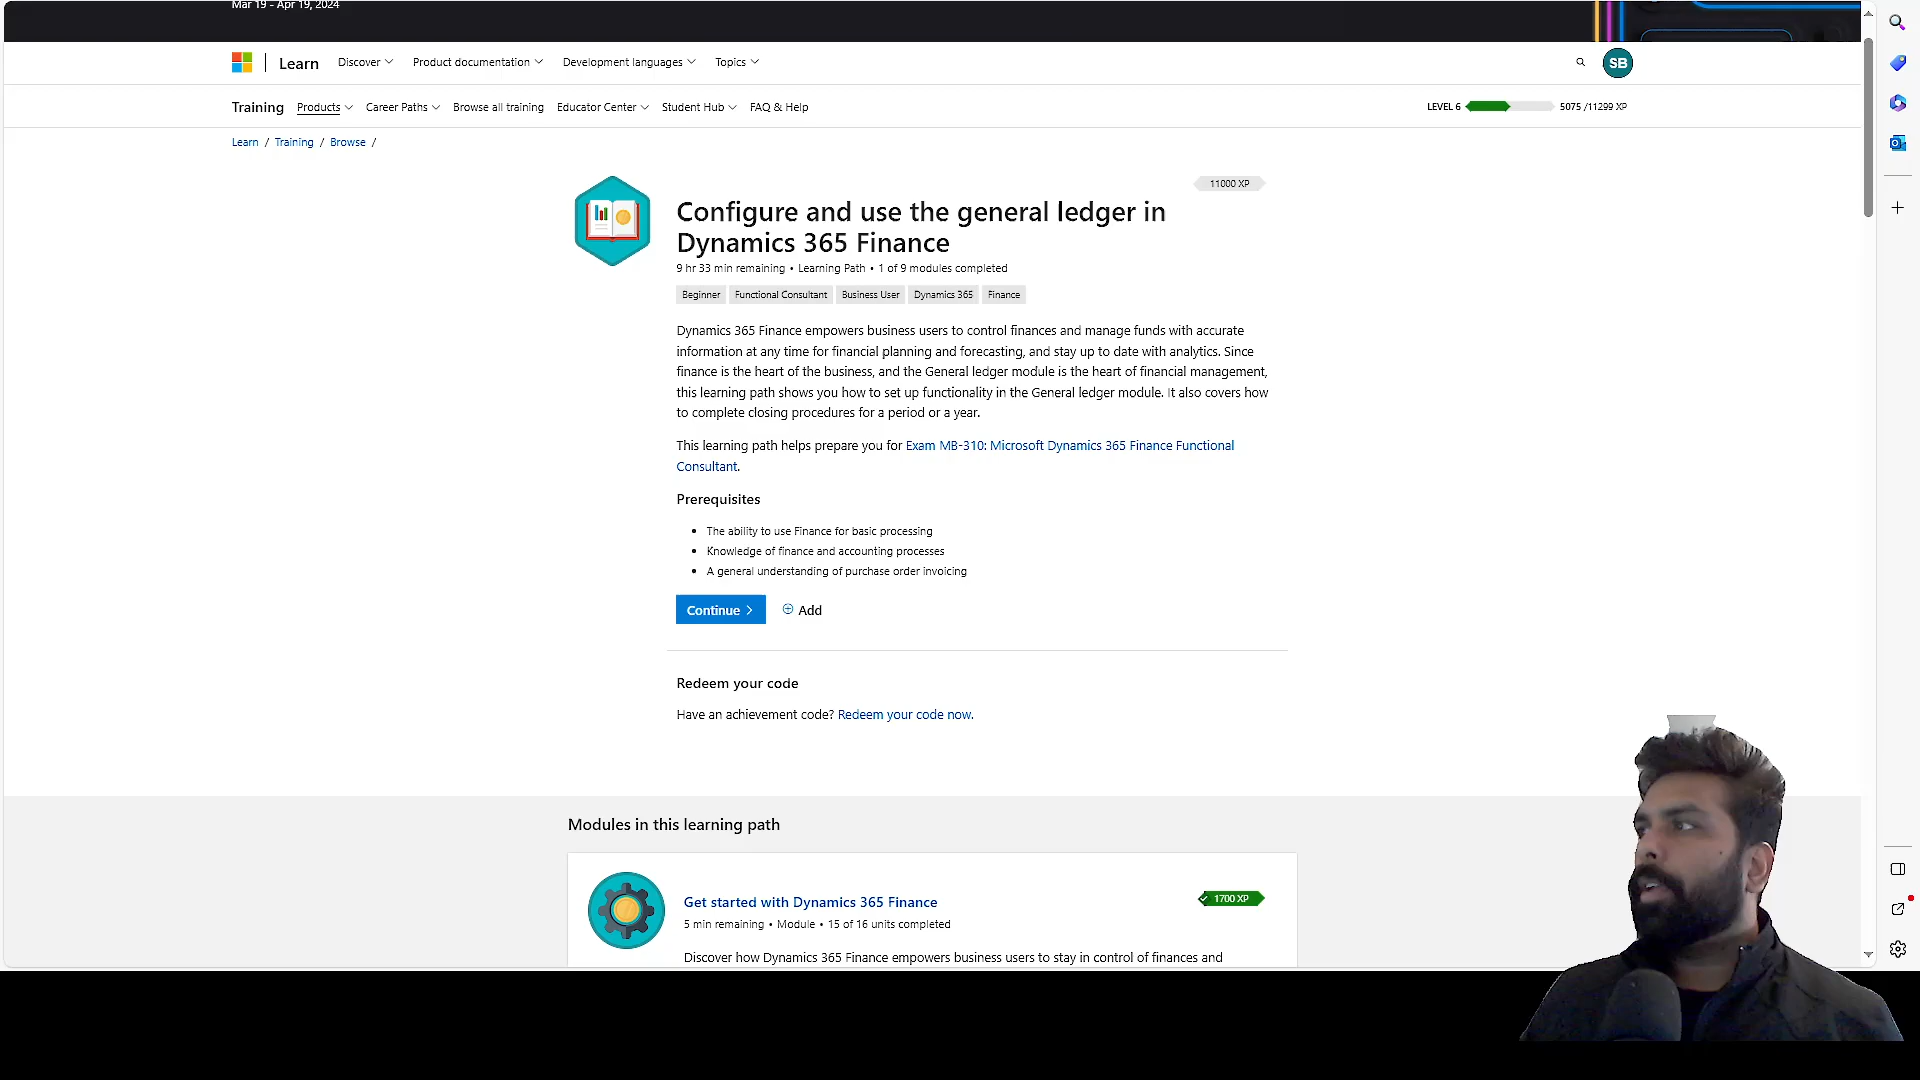 Mar 19 - Apr 19, 2024
Learn Discover Product documentation Development languages Topics SB
Training Products Career Paths Browse all training Educator Center Student Hub FAQ & Help LEVEL 6 5075 /11299 XP
Learn / Training / Browse /
11000 XP
Configure and use the general ledger in
Dynamics 365 Finance
9 hr 33 min remaining • Learning Path • 1 of 9 modules completed
Beginner Functional Consultant Business User Dynamics 365 Finance
Dynamics 365 Finance empowers business users to control finances and manage funds with accurate
information at any time for financial planning and forecasting, and stay up to date with analytics. Since
finance is the heart of the business, and the General ledger module is the heart of financial management,
this learning path shows you how to set up functionality in the General ledger module. It also covers how
to complete closing procedures for a period or a year.
This learning path helps prepare you for Exam MB-310: Microsoft Dynamics 365 Finance Functional
Consultant.
Prerequisites
• The ability to use Finance for basic processing
• Knowledge of finance and accounting processes
• A general understanding of purchase order invoicing
Continue Add
Redeem your code
Have an achievement code? Redeem your code now.
Modules in this learning path
Get started with Dynamics 365 Finance 1700 XP
5 min remaining • Module • 15 of 16 units completed
Discover how Dynamics 365 Finance empowers business users to stay in control of finances and